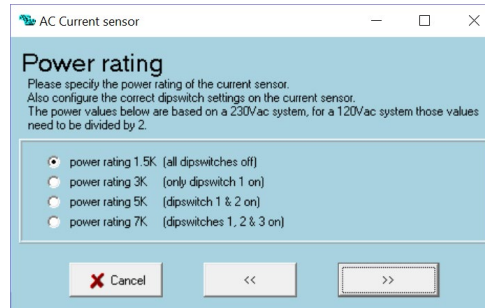 AC Current sensor
Power rating
Please specify the power rating of the current sensor.
Also configure the correct dipswitch settings on the current sensor.
The power values below are based on a 230Vac system, for a 120Vac system those values
need to be divided by 2.
power rating 1.5K (all dipswitches off)
power rating 3K (only dipswitch 1 on)
power rating 5K (dipswitch 1 & 2 on)
power rating 7K (dipswitches 1, 2 & 3 on)
Cancel << >>